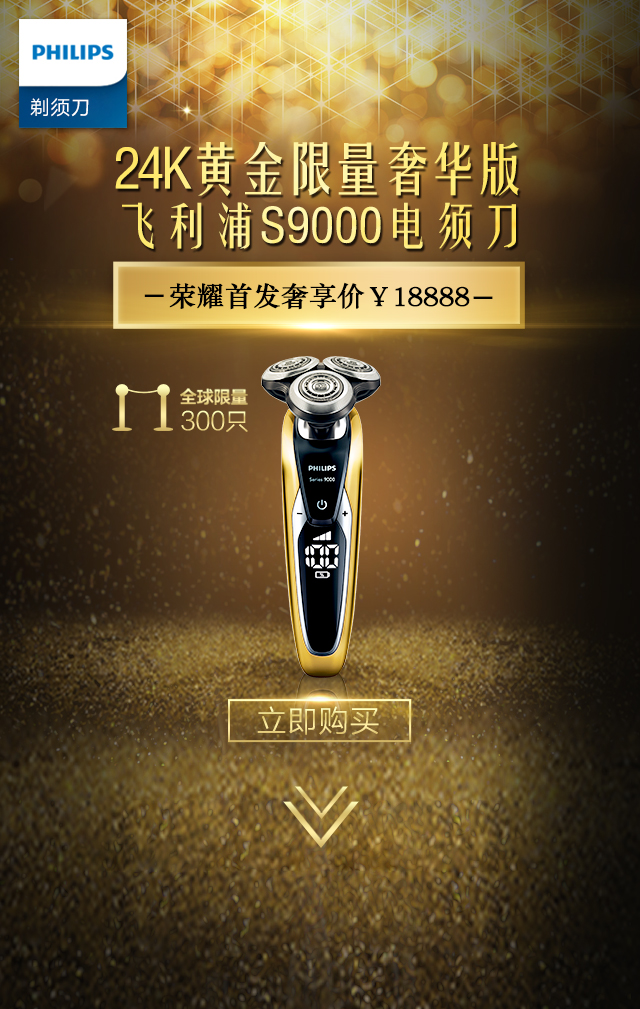 PHILIPS
剃须刀
24K黄金限量奢华版
飞利浦S9000电须刀
－荣耀首发奢享价￥18888－
全球限量
300只
PHILIPS
Series 9000
- +
100
立即购买